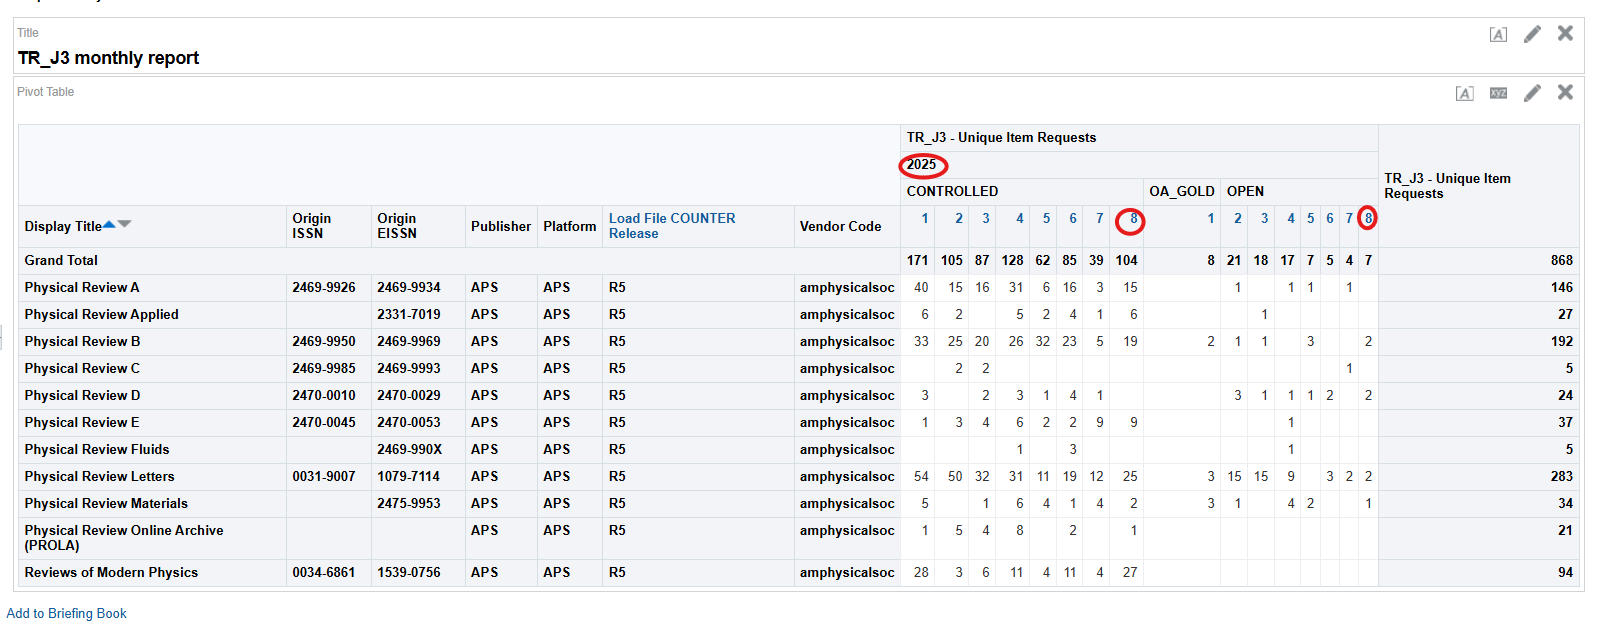 Title
TR_J3 monthly report
Pivot Table
TR_J3 - Unique Item Requests
2025
TR_J3 - Unique Item Requests
CONTROLLED OA_GOLD OPEN
Display Title Origin ISSN Origin EISSN Publisher Platform Load File COUNTER Release Vendor Code 1 2 3 4 5 6 7 8 1 2 3 4 5 6 7 8
Grand Total 171 105 87 128 62 85 39 104 8 21 18 17 7 5 4 7 868
Physical Review A 2469-9926 2469-9934 APS APS R5 amphysicalsoc 40 15 16 31 6 16 3 15 1 1 1 1 146
Physical Review Applied 2331-7019 APS APS R5 amphysicalsoc 6 2 5 2 4 1 6 1 27
Physical Review B 2469-9950 2469-9969 APS APS R5 amphysicalsoc 33 25 20 26 32 23 5 19 2 1 1 3 2 192
Physical Review C 2469-9985 2469-9993 APS APS R5 amphysicalsoc 2 2 1 5
Physical Review D 2470-0010 2470-0029 APS APS R5 amphysicalsoc 3 2 3 1 4 1 3 1 1 1 2 2 24
Physical Review E 2470-0045 2470-0053 APS APS R5 amphysicalsoc 1 3 4 6 2 2 9 9 1 37
Physical Review Fluids 2469-990X APS APS R5 amphysicalsoc 1 3 1 5
Physical Review Letters 0031-9007 1079-7114 APS APS R5 amphysicalsoc 54 50 32 31 11 19 12 25 3 15 15 9 3 2 2 283
Physical Review Materials 2475-9953 APS APS R5 amphysicalsoc 5 1 6 4 1 4 2 3 1 4 2 1 34
Physical Review Online Archive (PROLA) APS APS R5 amphysicalsoc 1 5 4 8 2 1 21
Reviews of Modern Physics 0034-6861 1539-0756 APS APS R5 amphysicalsoc 28 3 6 11 4 11 4 27 94
Add to Briefing Book